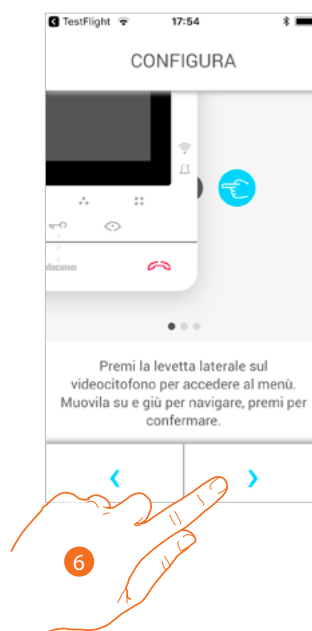 TestFlight 17:54
CONFIGURA
Premi la levetta laterale sul
videocitofono per accedere al menù.
Muovila su e giù per navigare, premi per
confermare.
6